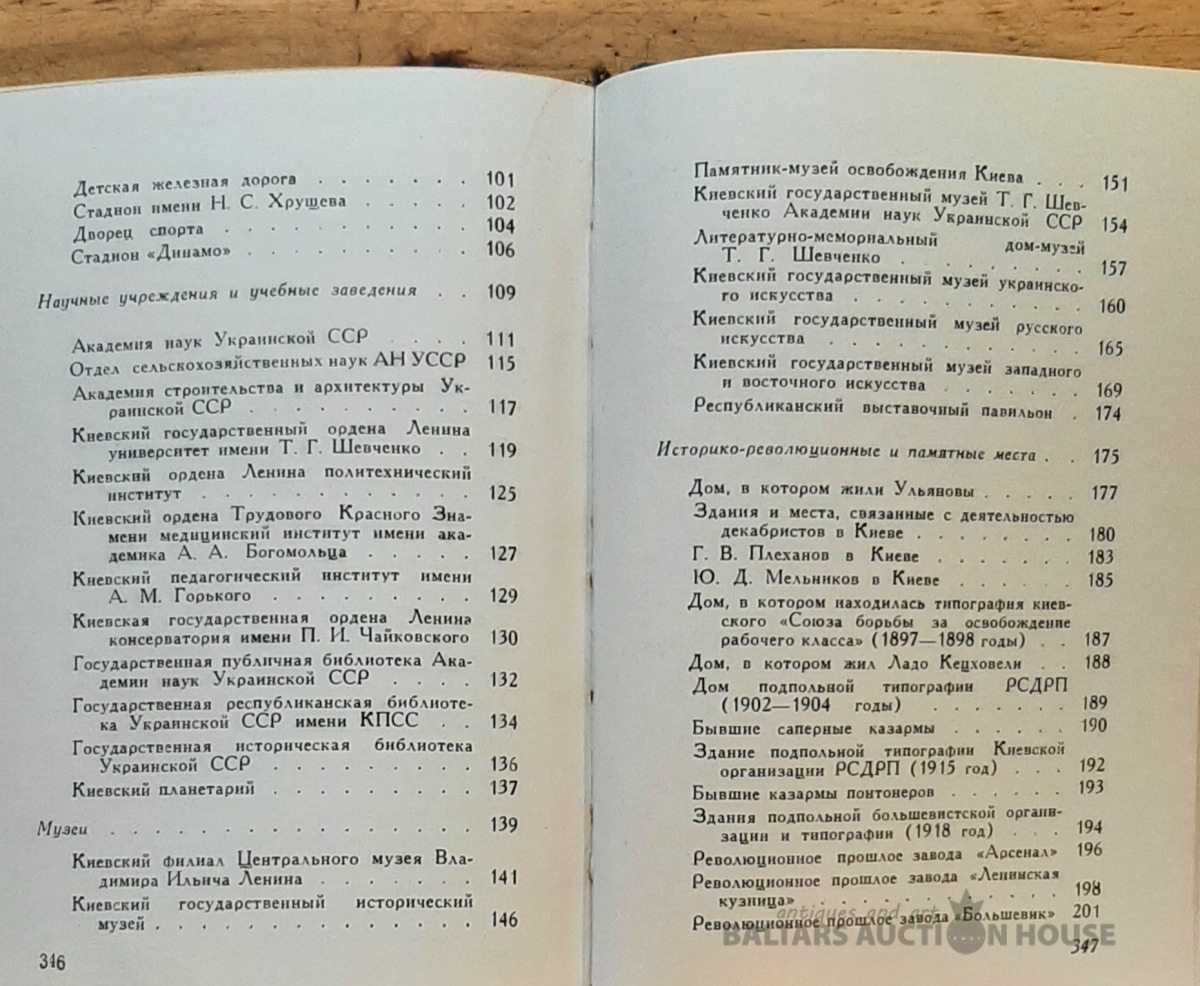 Детская железная дорога . . . . . . . 101
Стадион имени Н. С. Хрущева . . . . . 102
Дворец спорта . . . . . . . . . . 104
Стадион «Динамо» . . . . . . . . . 106
Научные учреждения и учебные заведения . . 109
Академия наук Украинской ССР . . . . 111
Отдел сельскохозяйственных наук АН УССР 115
Академия строительства и архитектуры Ук-
раинской ССР . . . . . . . . . 117
Киевский государственный ордена Ленина
университет имени Т. Г. Шевченко . . 119
Киевский ордена Ленина политехнический
институт . . . . . . . . . . . 125
Киевский ордена Трудового Красного Зна-
мени медицинский институт имени ака-
демика А. А. Богомольца . . . . . 127
Киевский педагогический институт имени
А. М. Горького . . . . . . . . 129
Киевская государственная ордена Ленина
консерватория имени П. И. Чайковского 130
Государственная публичная библиотека Ака-
демии наук Украинской ССР . . . . 132
Государственная республиканская библиоте-
ка Украинской ССР имени КПСС . . 134
Государственная историческая библиотека
Украинской ССР . . . . . . . . 136
Киевский планетарий . . . . . . . . 137
Музеи . . . . . . . . . . . . . 139
Киевский филиал Центрального музея Вла-
димира Ильича Ленина . . . . . . 141
Киевский государственный исторический
музей . . . . . . . . . . . . 146
346
Памятник-музей освобождения Киева . . . 151
Киевский государственный музей Т. Г. Шев-
ченко Академии наук Украинской ССР 154
Литературно-мемориальный дом-музей
Т. Г. Шевченко . . . . . . . . 157
Киевский государственный музей украинско-
го искусства . . . . . . . . . . 160
Киевский государственный музей русского
искусства . . . . . . . . . . . 165
Киевский государственный музей западного
и восточного искусства . . . . . . 169
Республиканский выставочный павильон . 174
Историко-революционные и памятные места . . 175
Дом, в котором жили Ульяновы . . . . . 177
Здания и места, связанные с деятельностью
декабристов в Киеве . . . . . . . 180
Г. В. Плеханов в Киеве . . . . . . . 183
Ю. Д. Мельников в Киеве . . . . . . 185
Дом, в котором находилась типография киев-
ского «Союза борьбы за освобождение
рабочего класса» (1897—1898 годы) . . 187
Дом, в котором жил Ладо Кецховели . . 188
Дом подпольной типографии РСДРП
(1902—1904 годы) . . . . . . . 189
Бывшие саперные казармы . . . . . . 190
Здание подпольной типографии Киевской
организации РСДРП (1915 год) . . . 192
Бывшие казармы понтонеров . . . . . . 193
Здания подпольной большевистской органи-
зации и типографии (1918 год) . . . 194
Революционное прошлое завода «Арсенал» 196
Революционное прошлое завода «Ленинская
кузница» . . . . . . . . . . . 198
Революционное прошлое завода «Большевик» 201
antiques and art
BALTARS AUCTION HOUSE
347